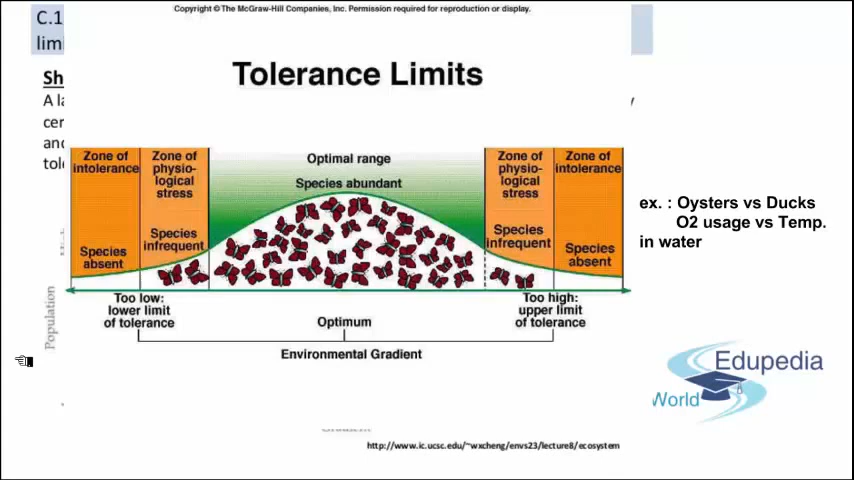 Copyright © The McGraw-Hill Companies, Inc. Permission required for reproduction or display.
C.1
lim
Tolerance Limits
Sh
A la
cer
and
tole
Zone of
intolerance
Zone of
physio-
logical
stress
Optimal range
Species abundant
Zone of
physio-
logical
stress
Zone of
intolerance
Species
absent
Species
infrequent
Species
infrequent
Species
absent
ex. : Oysters vs Ducks
O2 usage vs Temp.
in water
Population
Too low:
lower limit
of tolerance
Optimum
Too high:
upper limit
of tolerance
Environmental Gradient
Edupedia
World
http://www.ic.ucsc.edu/~wxcheng/envs23/lecture8/ecosystem